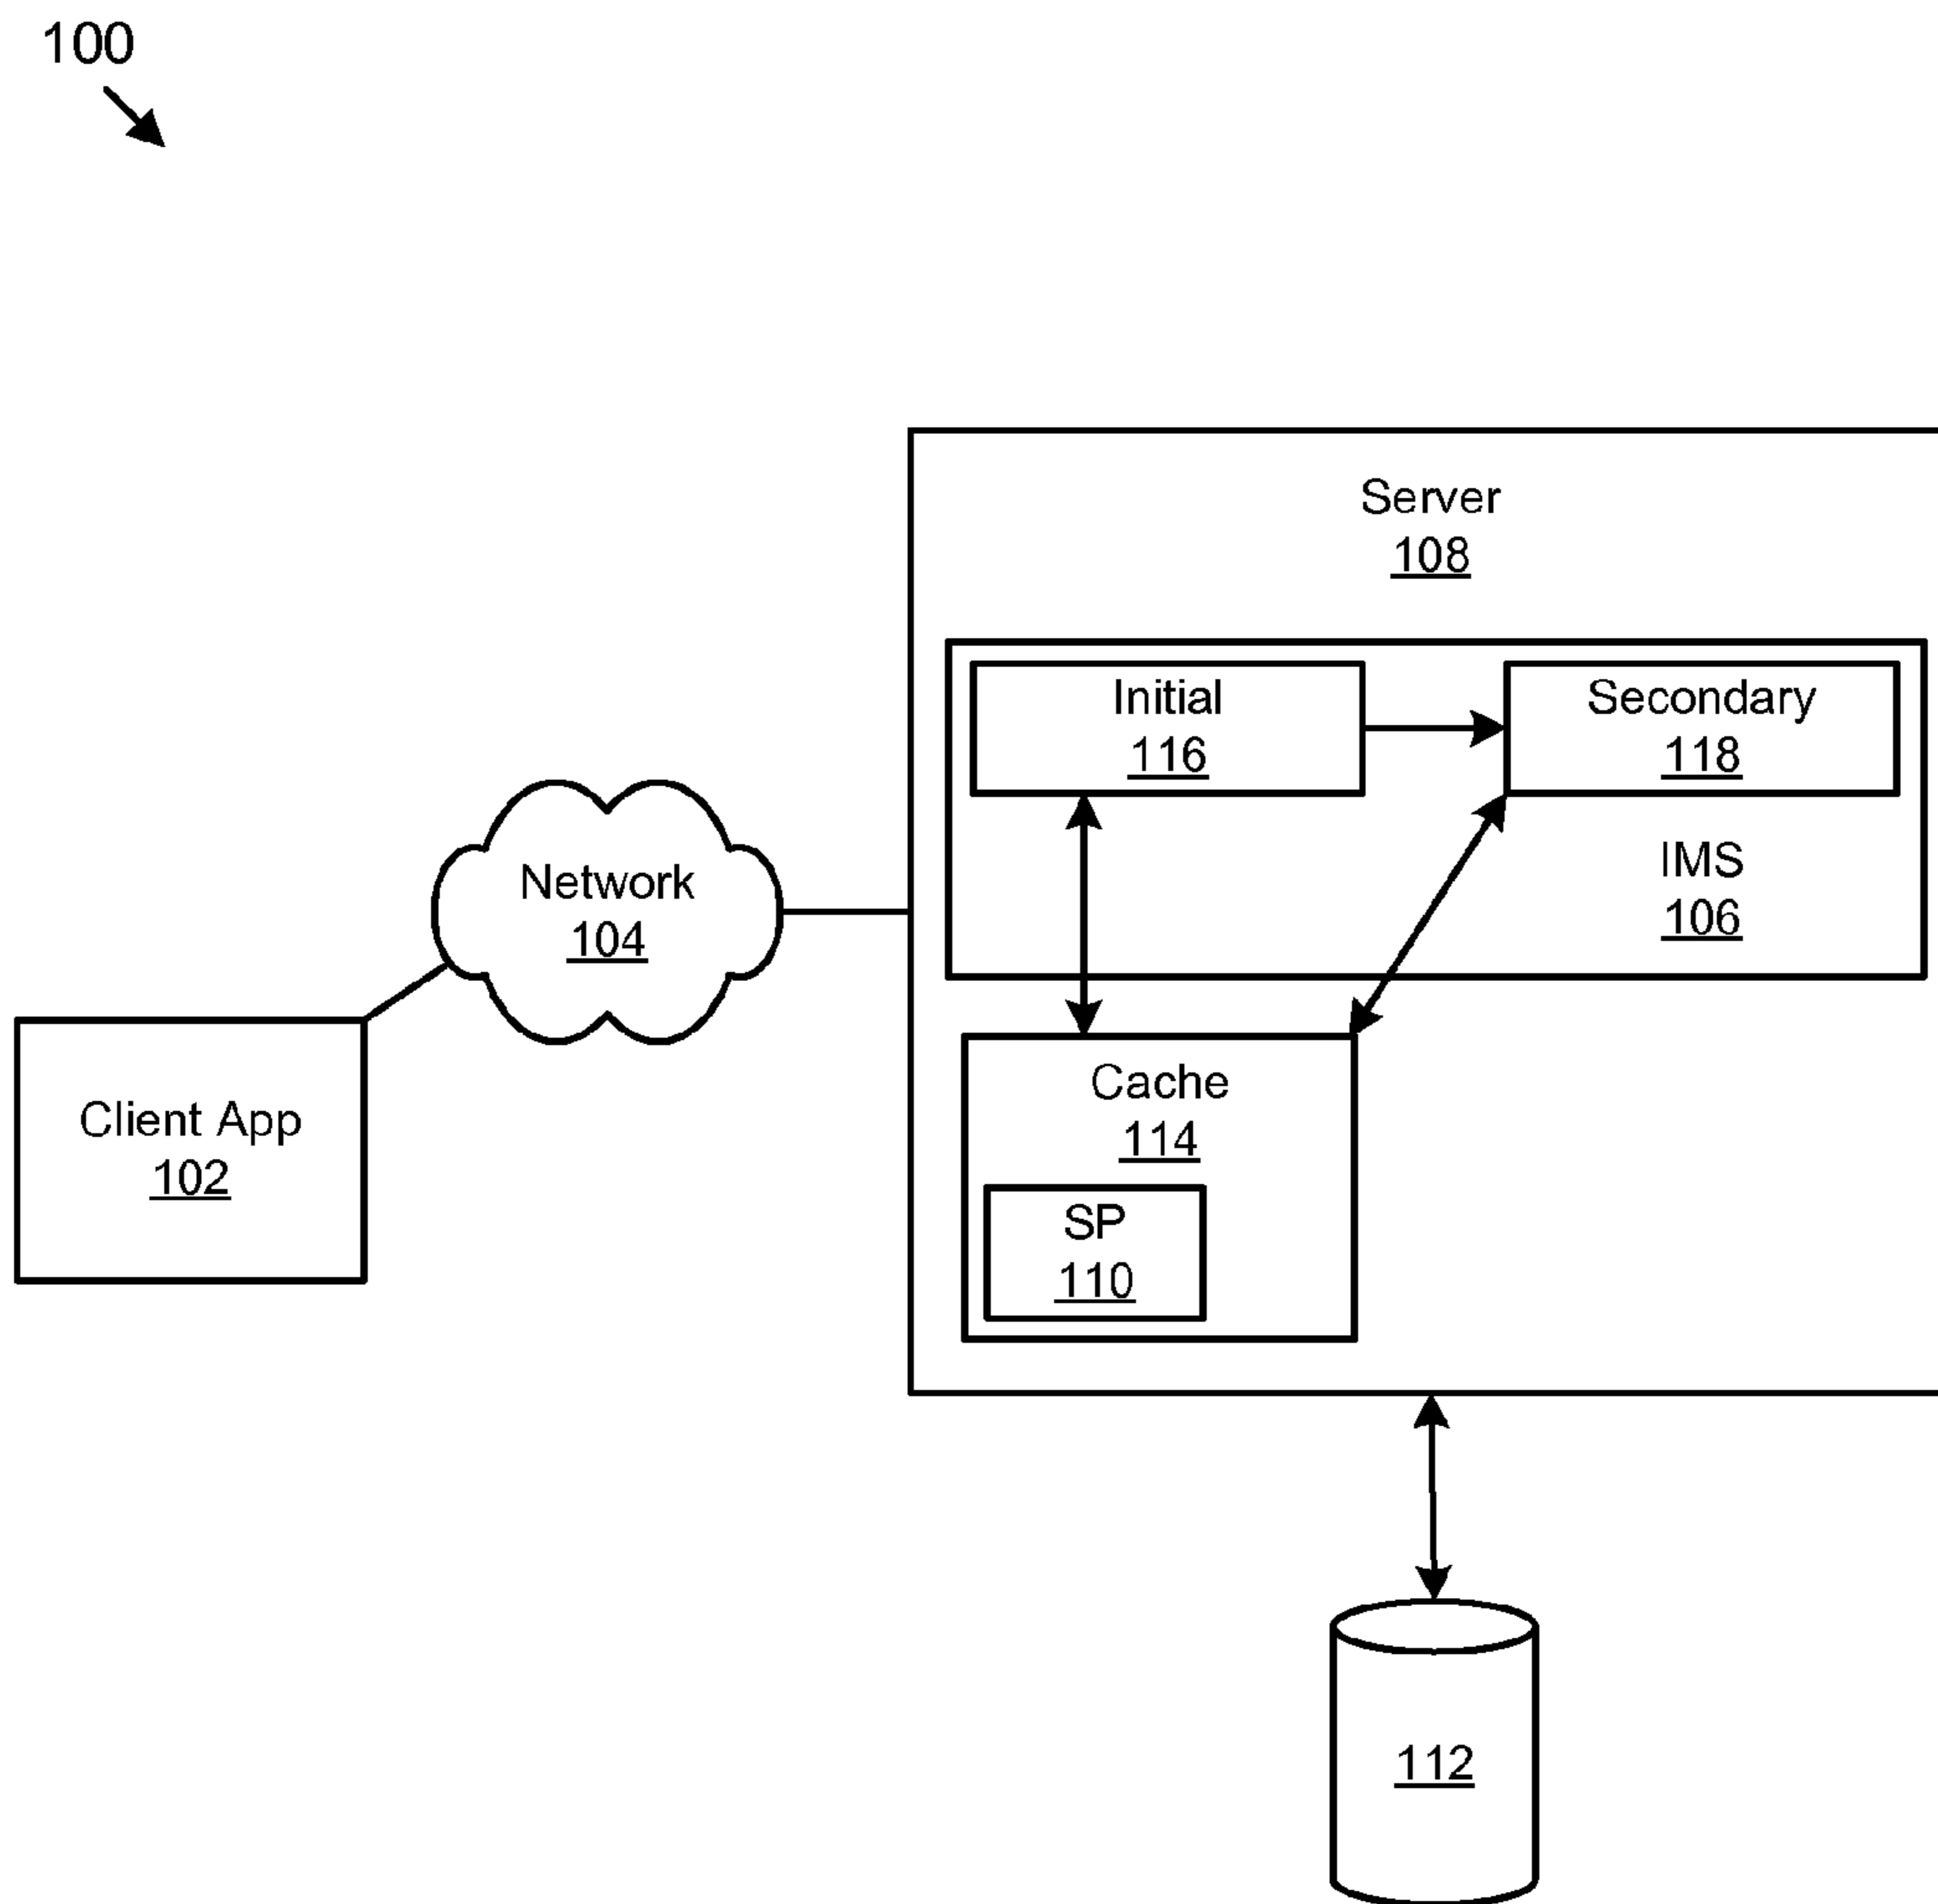 100
Server
108
Initial
116
Secondary
118
IMS
106
Network
104
Cache
114
Client App
102
SP
110
112